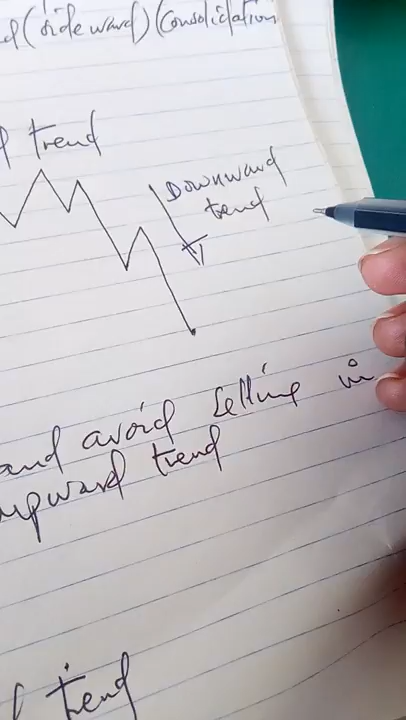 (sideward)(consolidation
trend
Downward
trend
and avoid selling in
upward trend
trend